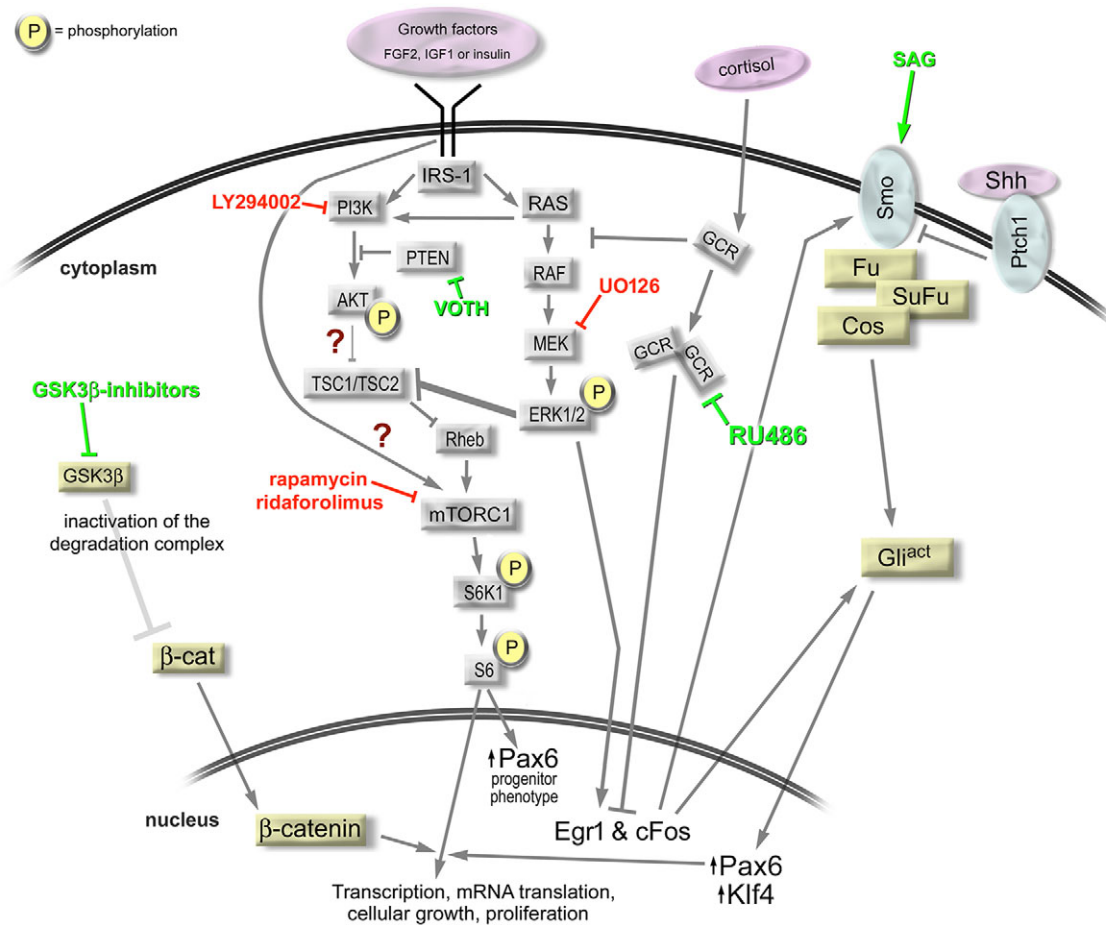 P = phosphorylation
Growth factors
FGF2, IGF1 or insulin
cortisol
SAG
IRS-1
Smo
Shh
Ptch1
LY294002
PI3K
RAS
GCR
cytoplasm
PTEN
RAF
Fu
SuFu
Cos
VOTH
UO126
AKT
P
?
MEK
GCR
GCR
TSC1/TSC2
GSK3β-inhibitors
P
ERK1/2
RU486
?
Rheb
GSK3β
rapamycin
ridaforolimus
mTORC1
inactivation of the
degradation complex
Gliact
P
S6K1
P
β-cat
S6
Pax6
progenitor
phenotype
nucleus
β-catenin
Egr1 & cFos
Pax6
Klf4
Transcription, mRNA translation,
cellular growth, proliferation